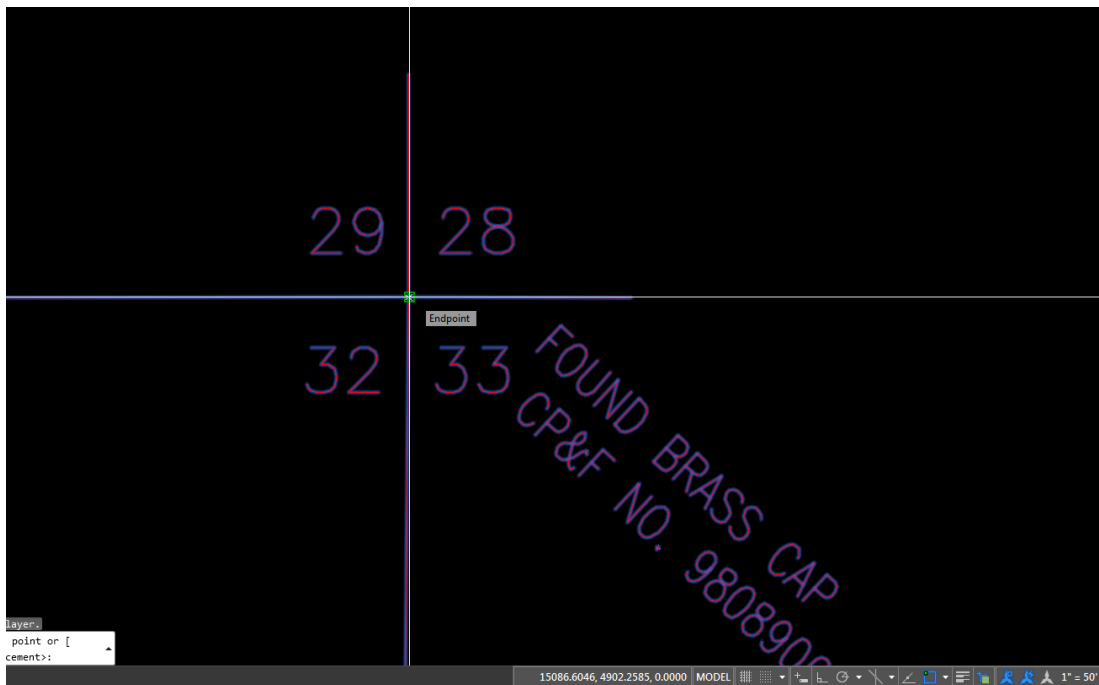 29 28
Endpoint
32 33
FOUND BRASS CAP
CP&F NO. 980890
layer.
point or [
cement>:
15086.6046, 4902.2585, 0.0000 MODEL 1" = 50'